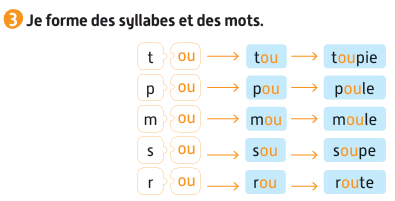 3 Je forme des syllabes et des mots.
t ou → tou → toupie
p ou → pou → poule
m ou → mou → moule
s ou → sou → soupe
r ou → rou → route